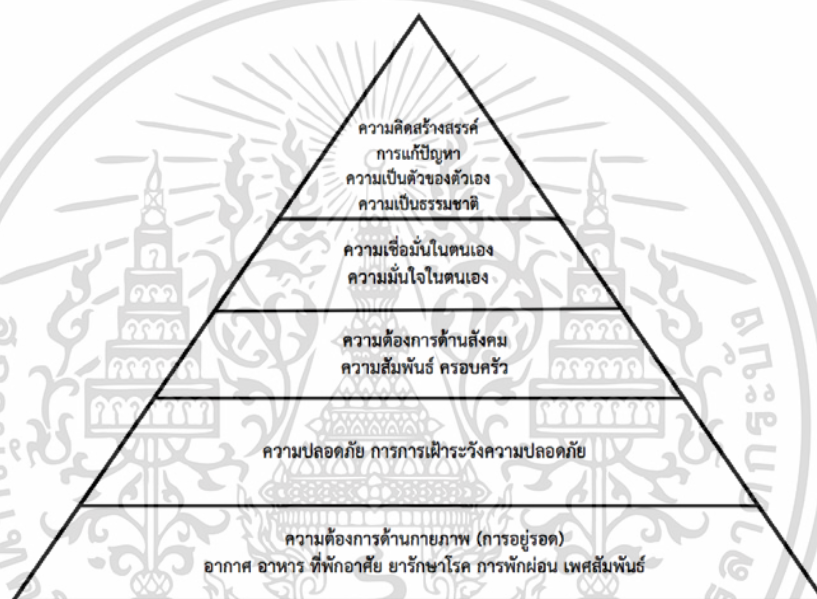 ความคิดสร้างสรรค์
การแก้ปัญหา
ความเป็นตัวของตัวเอง
ความเป็นธรรมชาติ
ความเชื่อมั่นในตนเอง
ความมั่นใจในตนเอง
ความต้องการด้านสังคม
ความสัมพันธ์ ครอบครัว
ความปลอดภัย การการเฝ้าระวังความปลอดภัย
ความต้องการด้านกายภาพ (การอยู่รอด)
อากาศ อาหาร ที่พักอาศัย ยารักษาโรค การพักผ่อน เพศสัมพันธ์